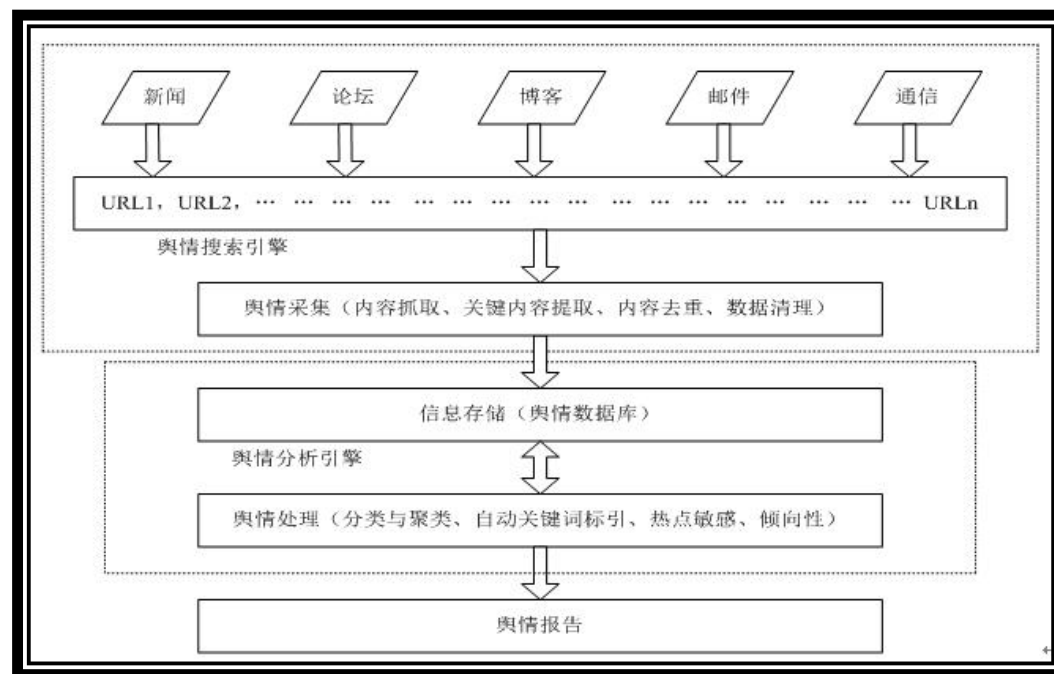 新闻 论坛 博客 邮件 通信
URL1，URL2，… … … … … … … … … … … … … … … … … URLn
舆情搜索引擎
舆情采集（内容抓取、关键内容提取、内容去重、数据清理）
信息存储（舆情数据库）
舆情分析引擎
舆情处理（分类与聚类、自动关键词标引、热点敏感、倾向性）
舆情报告